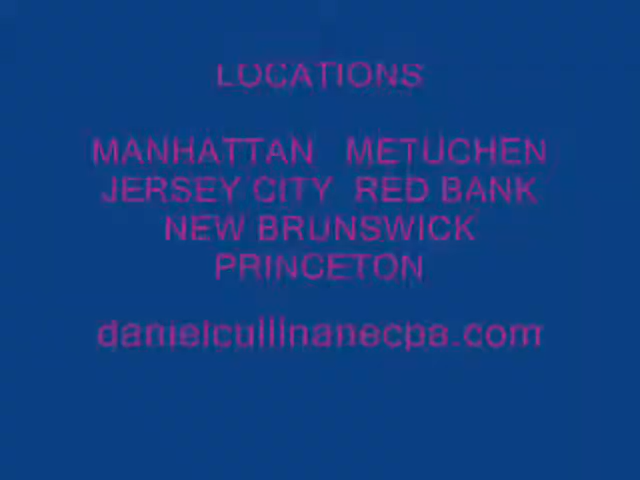 LOCATIONS
MANHATTAN METUCHEN
JERSEY CITY RED BANK
NEW BRUNSWICK
PRINCETON
danielcullinanecpa.com